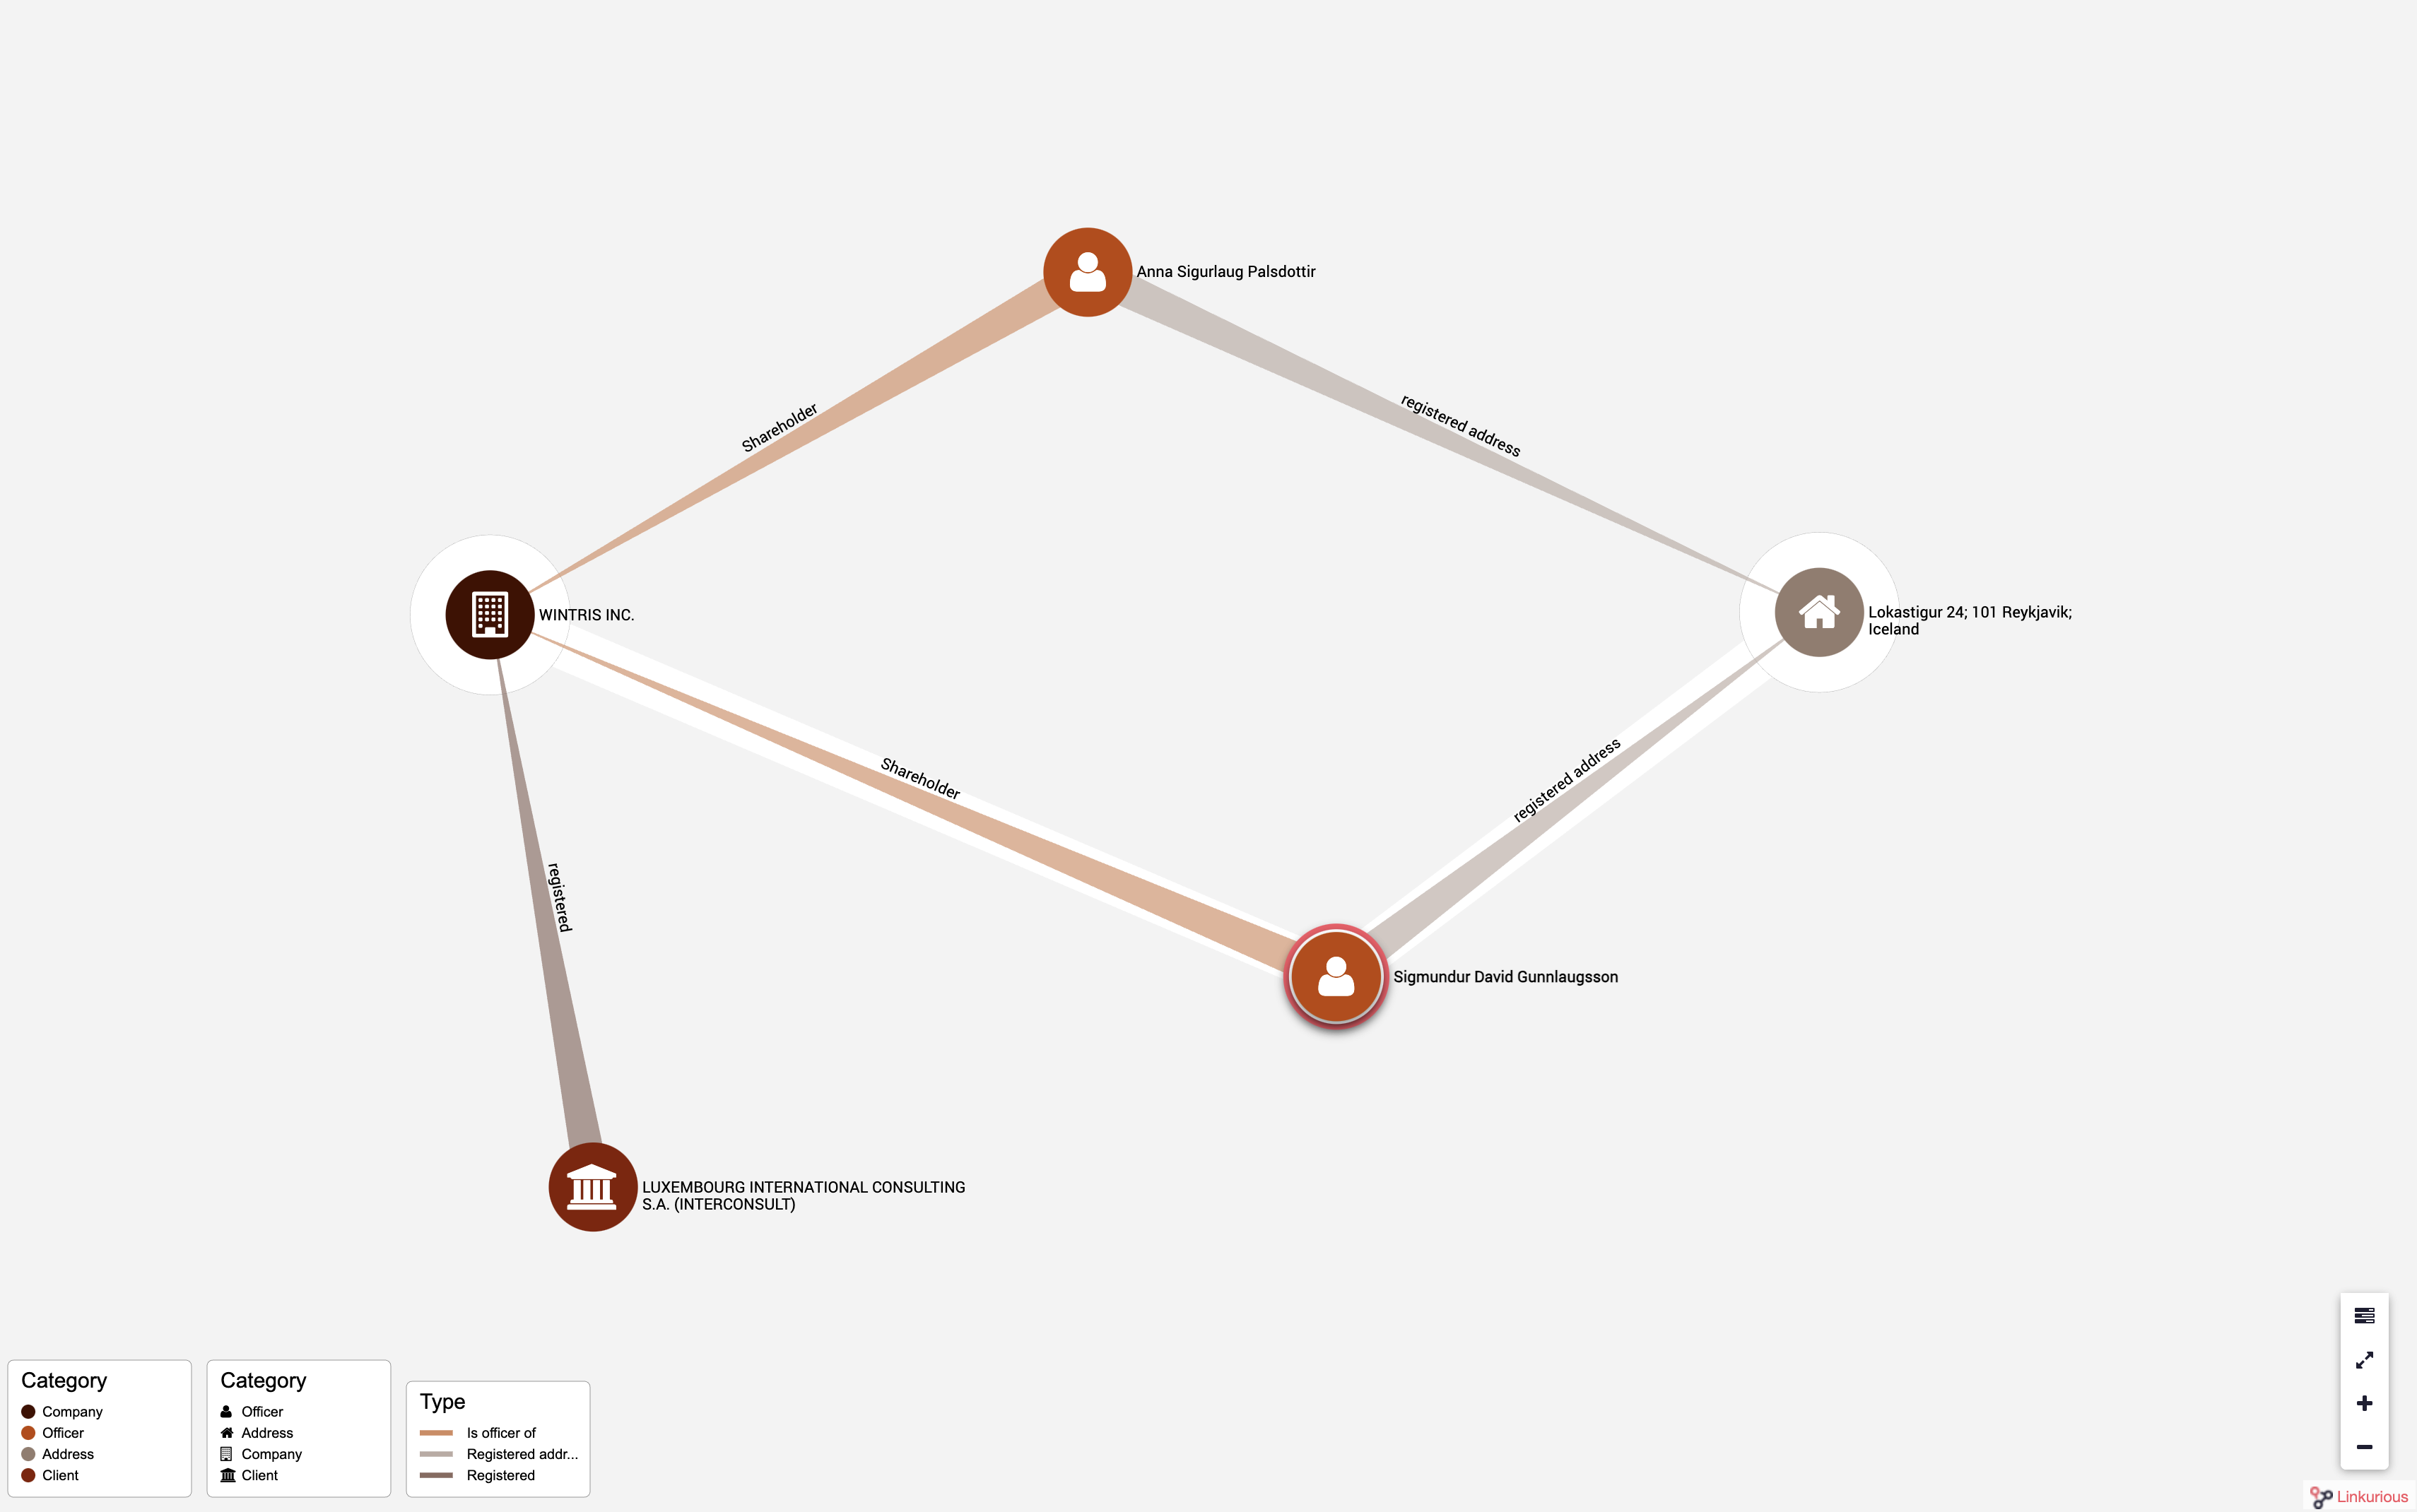 Anna Sigurlaug Palsdottir
Shareholder
registered address
WINTRIS INC.
Lokastigur 24; 101 Reykjavik;
Iceland
Shareholder
registered address
registered
Sigmundur David Gunnlaugsson
LUXEMBOURG INTERNATIONAL CONSULTING
S.A. (INTERCONSULT)
Category
Company
Officer
Address
Client
Category
Officer
Address
Company
Client
Type
Is officer of
Registered addr...
Registered
Linkurious